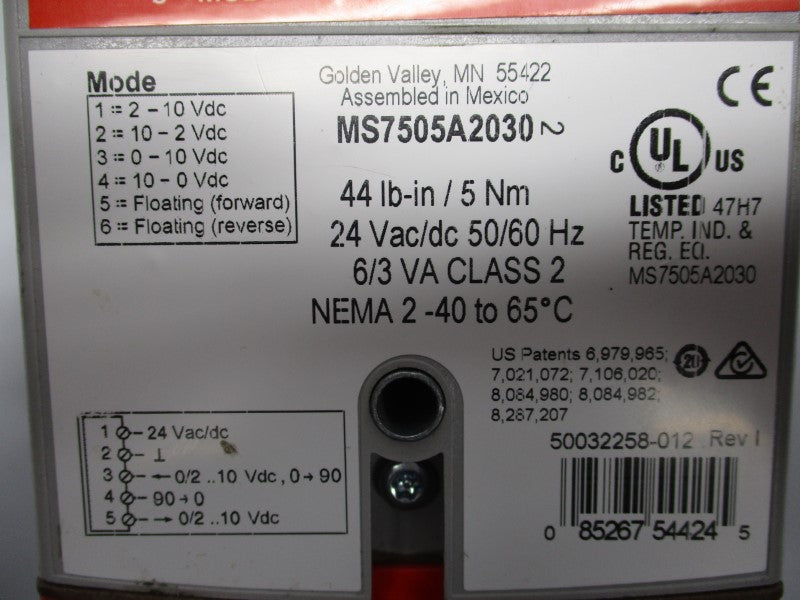 Mode
1 = 2 – 10 Vdc
2 = 10 – 2 Vdc
3 = 0 – 10 Vdc
4 = 10 – 0 Vdc
5 = Floating (forward)
6 = Floating (reverse)
Golden Valley, MN 55422
Assembled in Mexico
MS7505A2030 2
44 lb-in / 5 Nm
24 Vac/dc 50/60 Hz
6/3 VA CLASS 2
NEMA 2 -40 to 65°C
CE
C UL US
LISTED 47H7
TEMP. IND. &
REG. EQ.
MS7505A2030
US Patents 6,979,965;
7,021,072; 7,106,020;
8,084,980; 8,084,982;
8,287,207
20
50032258-012 Rev I
0 85267 54424 5
1 – 24 Vac/dc
2 – ⊥
3 – ← 0/2 ..10 Vdc , 0 → 90
4 – 90 → 0
5 – → 0/2 ..10 Vdc